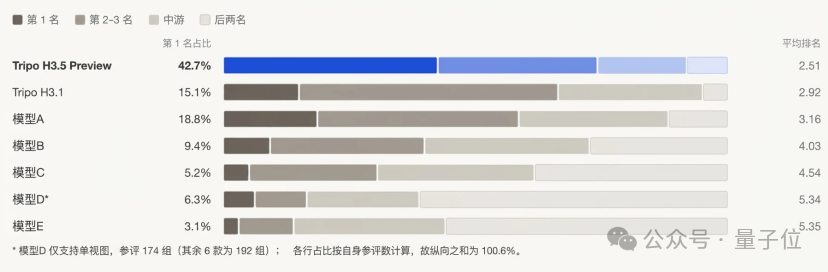 第 1 名 第 2-3 名 中游 后两名
第 1 名占比 平均排名
Tripo H3.5 Preview 42.7% 2.51
Tripo H3.1 15.1% 2.92
模型A 18.8% 3.16
模型B 9.4% 4.03
模型C 5.2% 4.54
模型D* 6.3% 5.34
模型E 3.1% 5.35
公众号 · 量子位
* 模型D 仅支持单视图，参评 174 组（其余 6 款为 192 组）； 各行占比按自身参评数计算，故纵向之和为 100.6%。